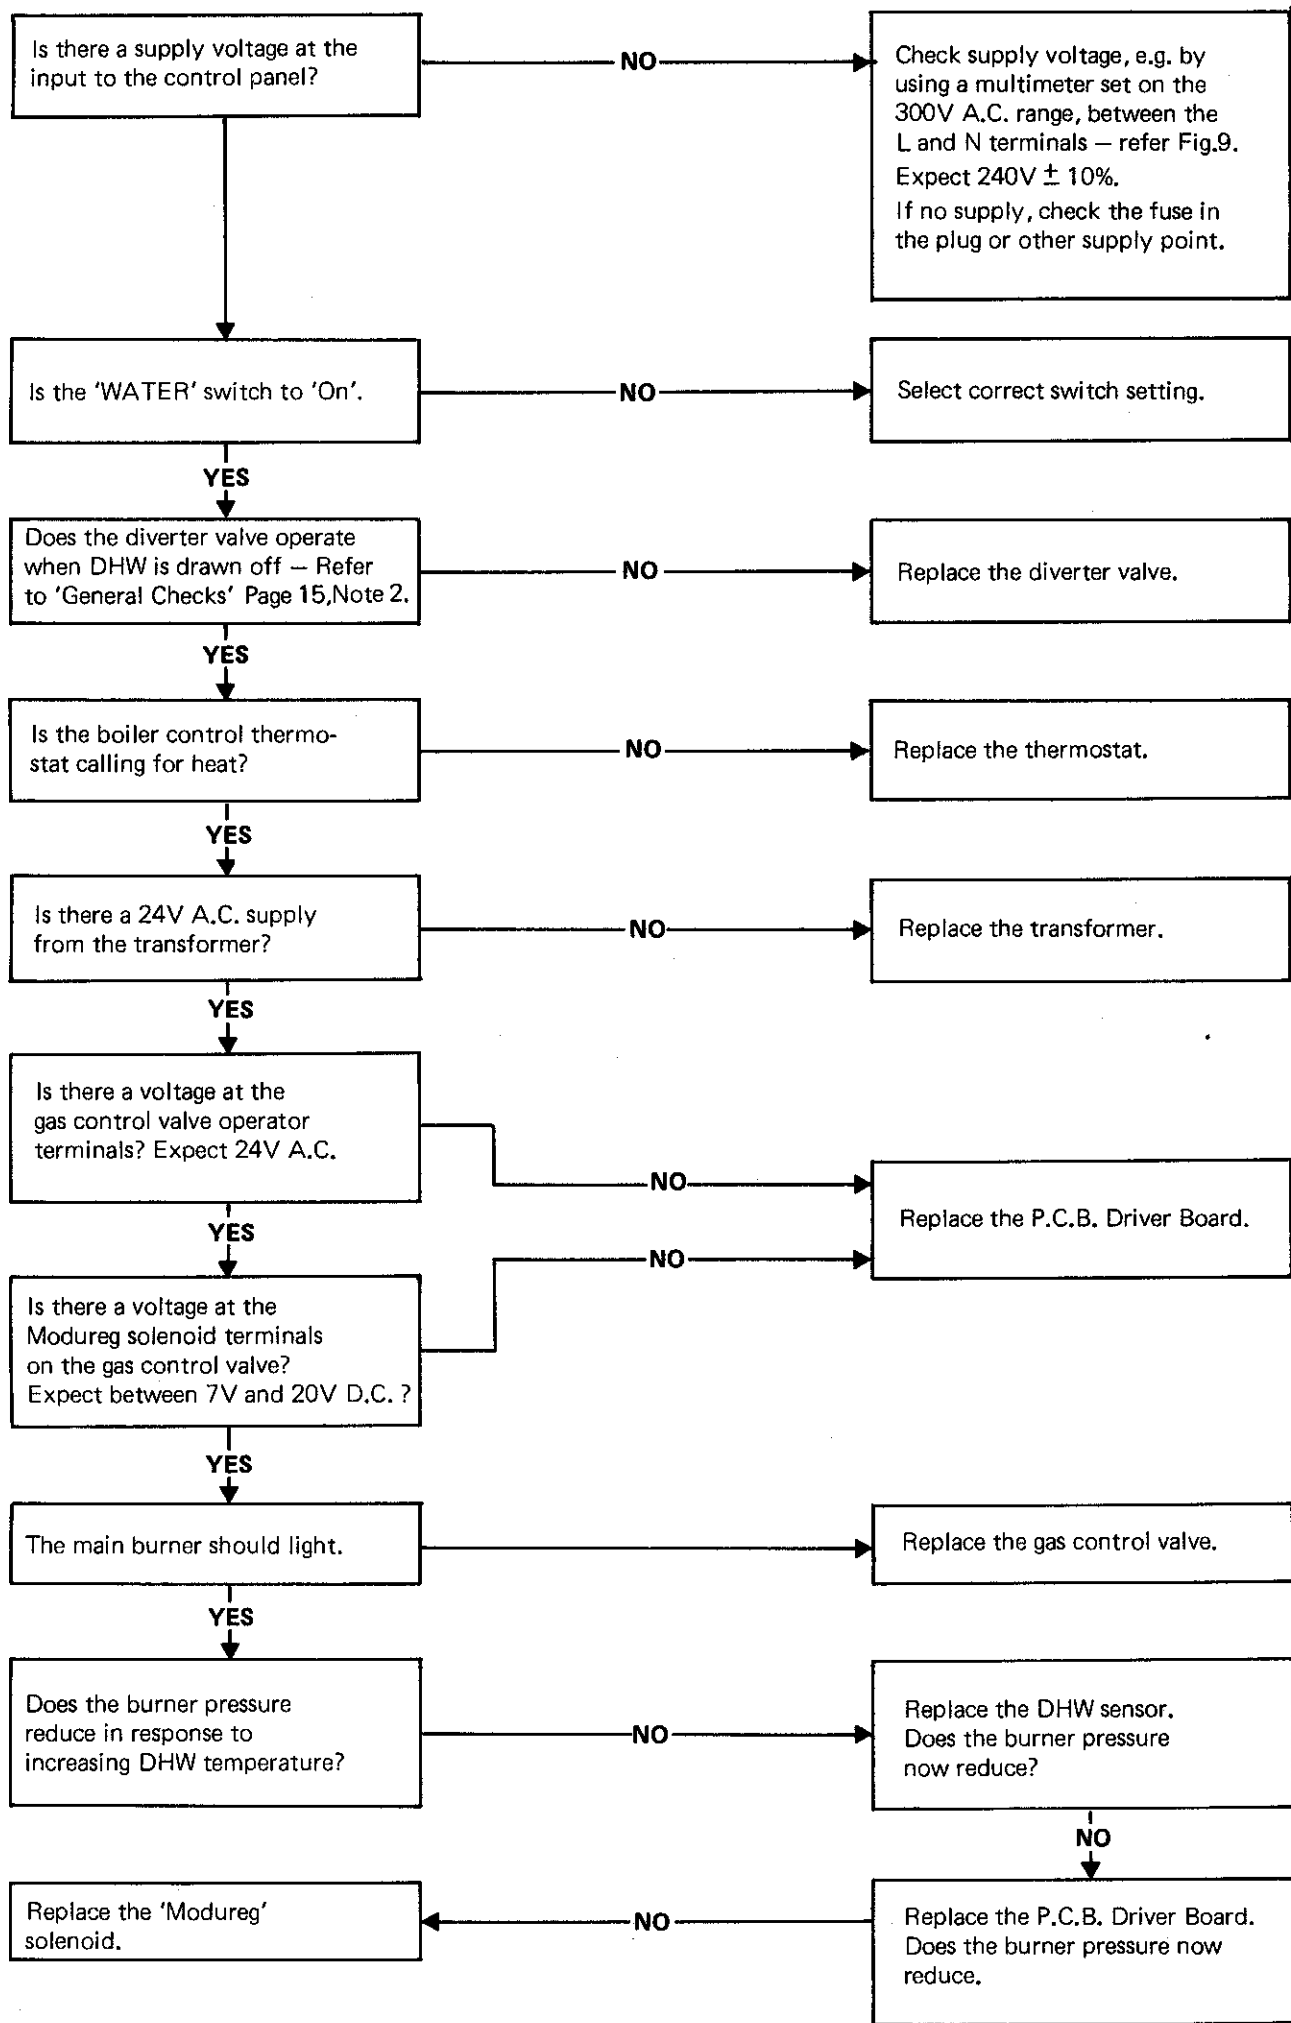 Is there a supply voltage at the
input to the control panel?
NO
Check supply voltage, e.g. by
using a multimeter set on the
300V A.C. range, between the
L and N terminals — refer Fig.9.
Expect 240V ± 10%.
If no supply, check the fuse in
the plug or other supply point.
Is the 'WATER' switch to 'On'.
NO
Select correct switch setting.
YES
Does the diverter valve operate
when DHW is drawn off — Refer
to 'General Checks' Page 15,Note 2.
NO
Replace the diverter valve.
YES
Is the boiler control thermo-
stat calling for heat?
NO
Replace the thermostat.
YES
Is there a 24V A.C. supply
from the transformer?
NO
Replace the transformer.
YES
Is there a voltage at the
gas control valve operator
terminals? Expect 24V A.C.
NO
Replace the P.C.B. Driver Board.
YES
NO
Is there a voltage at the
Modureg solenoid terminals
on the gas control valve?
Expect between 7V and 20V D.C. ?
YES
The main burner should light.
Replace the gas control valve.
YES
Does the burner pressure
reduce in response to
increasing DHW temperature?
NO
Replace the DHW sensor.
Does the burner pressure
now reduce?
NO
Replace the P.C.B. Driver Board.
Does the burner pressure now
reduce.
NO
Replace the 'Modureg'
solenoid.